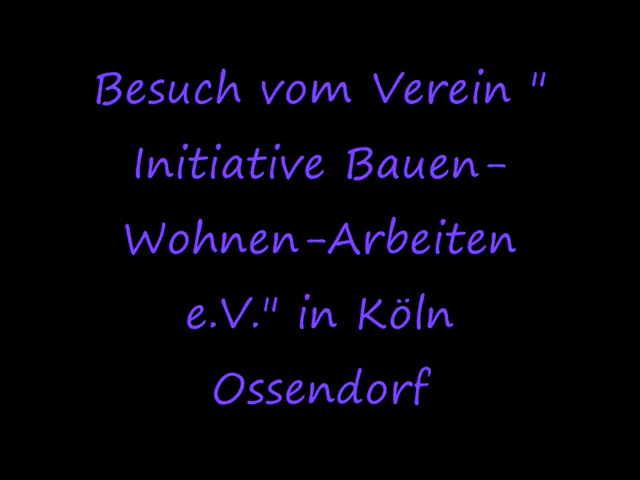 Besuch vom Verein "
Initiative Bauen-
Wohnen-Arbeiten
e.V." in Köln
Ossendorf